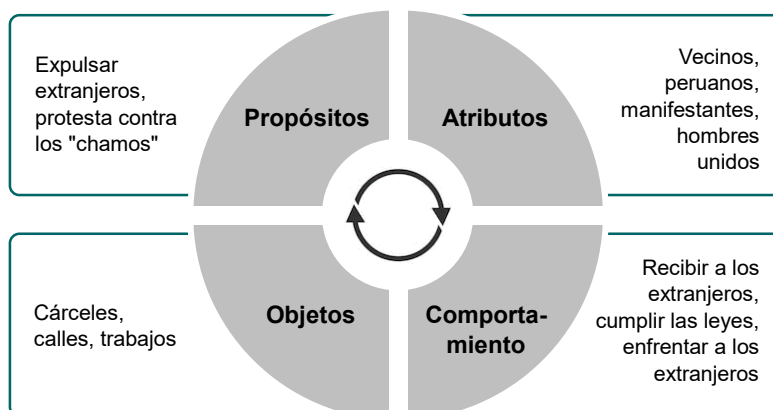 Expulsar
extranjeros,
protesta contra
los "chamos"
Propósitos
Atributos
Vecinos,
peruanos,
manifestantes,
hombres
unidos
Cárceles,
calles, trabajos
Objetos
Comporta-
miento
Recibir a los
extranjeros,
cumplir las leyes,
enfrentar a los
extranjeros